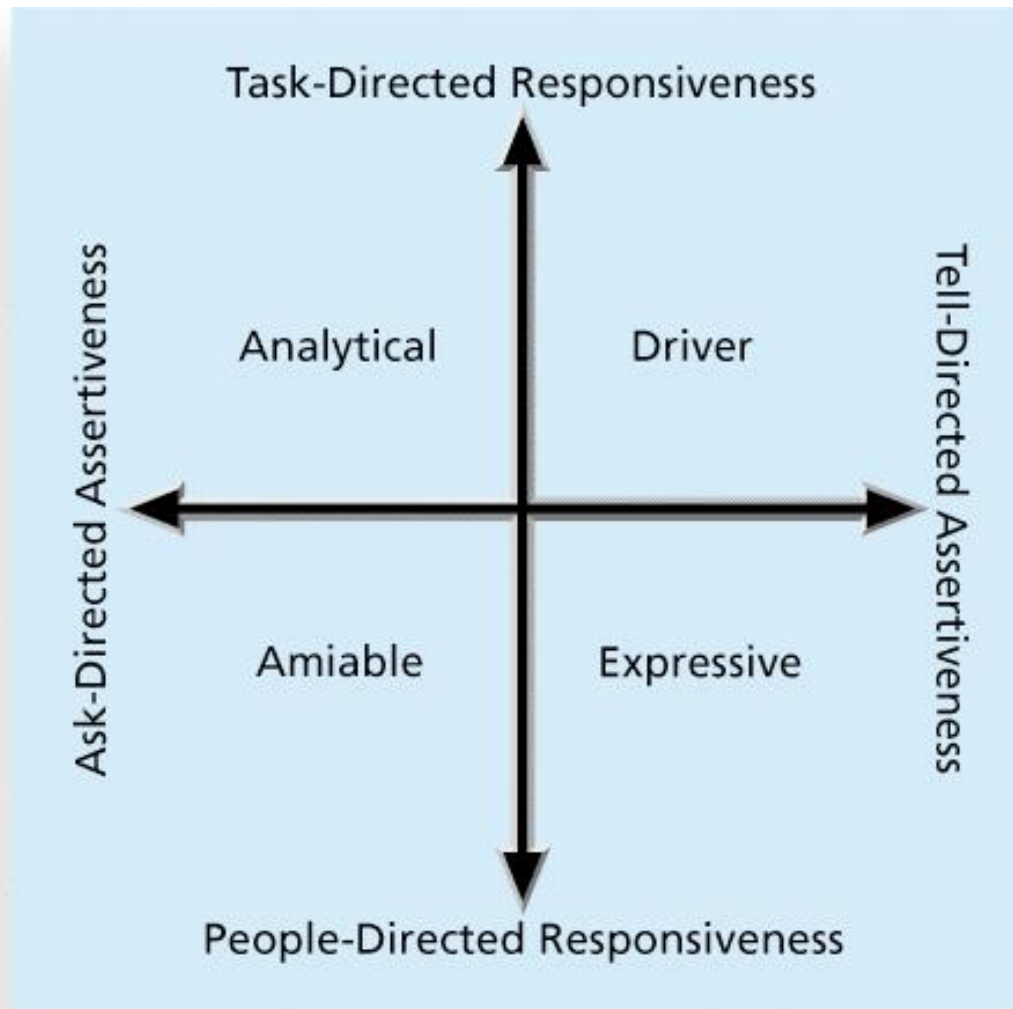 Task-Directed Responsiveness
Ask-Directed Assertiveness
Tell-Directed Assertiveness
Analytical
Driver
Amiable
Expressive
People-Directed Responsiveness